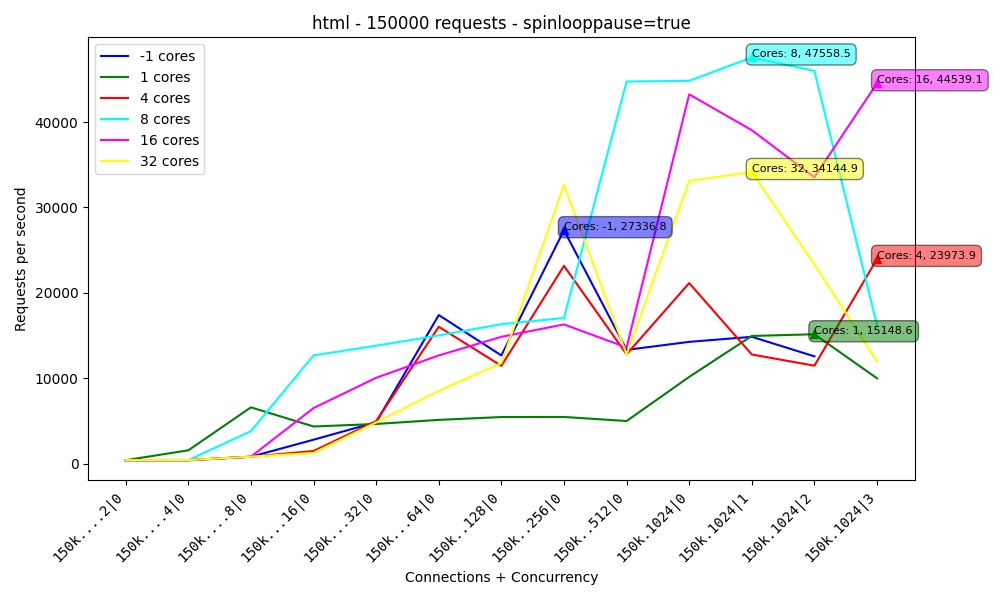 html - 150000 requests - spinlooppause=true
-1 cores
1 cores
4 cores
8 cores
16 cores
32 cores
Cores: 8, 47558.5
Cores: 16, 44539.1
Cores: 32, 34144.9
Cores: -1, 27336.8
Cores: 4, 23973.9
Cores: 1, 15148.6
Requests per second
40000
30000
20000
10000
0
150k....2|0
150k....4|0
150k....8|0
150k...16|0
150k...32|0
150k...64|0
150k..128|0
150k..256|0
150k..512|0
150k.1024|0
150k.1024|1
150k.1024|2
150k.1024|3
Connections + Concurrency